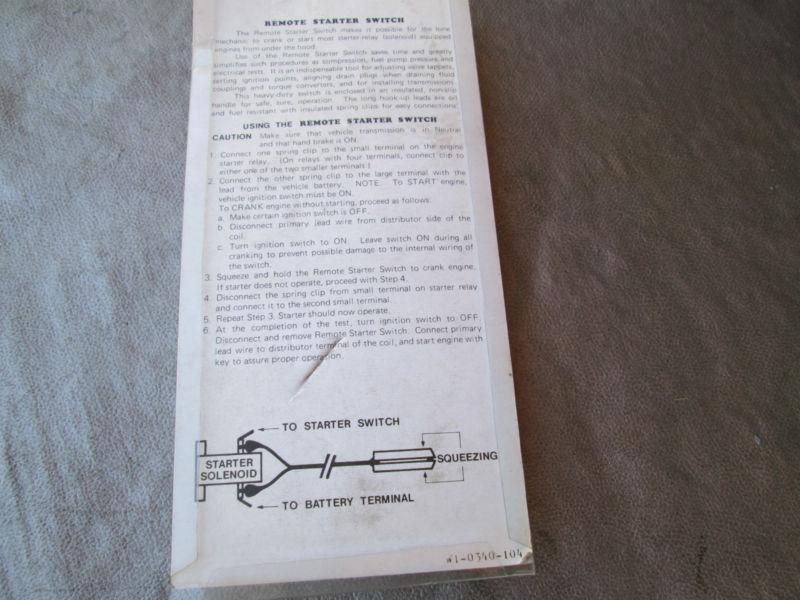 REMOTE STARTER SWITCH
The Remote Starter Switch makes it possible for the lone
mechanic to crank or start most starter-relay (solenoid) equipped
engines from under the hood.
Use of the Remote Starter Switch saves time and greatly
simplifies such procedures as compression, fuel pump pressure and
electrical tests. It is an indispensable tool for adjusting valve tappets,
setting ignition points, aligning drain plugs when draining fluid
couplings and torque converters, and for installing transmissions.
This heavy-duty switch is enclosed in an insulated, nonslip
handle for safe, sure, operation. The long hook-up leads are oil
and fuel resistant with insulated spring clips for easy connections.
USING THE REMOTE STARTER SWITCH
CAUTION Make sure that vehicle transmission is in Neutral
and that hand brake is ON.
1. Connect one spring clip to the small terminal on the engine
starter relay. (On relays with four terminals, connect clip to
either one of the two smaller terminals.)
2. Connect the other spring clip to the large terminal with the
lead from the vehicle battery. NOTE: To START engine,
vehicle ignition switch must be ON.
To CRANK engine without starting, proceed as follows:
a. Make certain ignition switch is OFF.
b. Disconnect primary lead wire from distributor side of the
coil.
c. Turn ignition switch to ON. Leave switch ON during all
cranking to prevent possible damage to the internal wiring of
the switch.
3. Squeeze and hold the Remote Starter Switch to crank engine.
If starter does not operate, proceed with Step 4.
4. Disconnect the spring clip from small terminal on starter relay
and connect it to the second small terminal.
5. Repeat Step 3. Starter should now operate.
6. At the completion of the test, turn ignition switch to OFF.
Disconnect and remove Remote Starter Switch. Connect primary
lead wire to distributor terminal of the coil, and start engine with
key to assure proper operation.
TO STARTER SWITCH
STARTER
SOLENOID
SQUEEZING
TO BATTERY TERMINAL
W1-0340-104